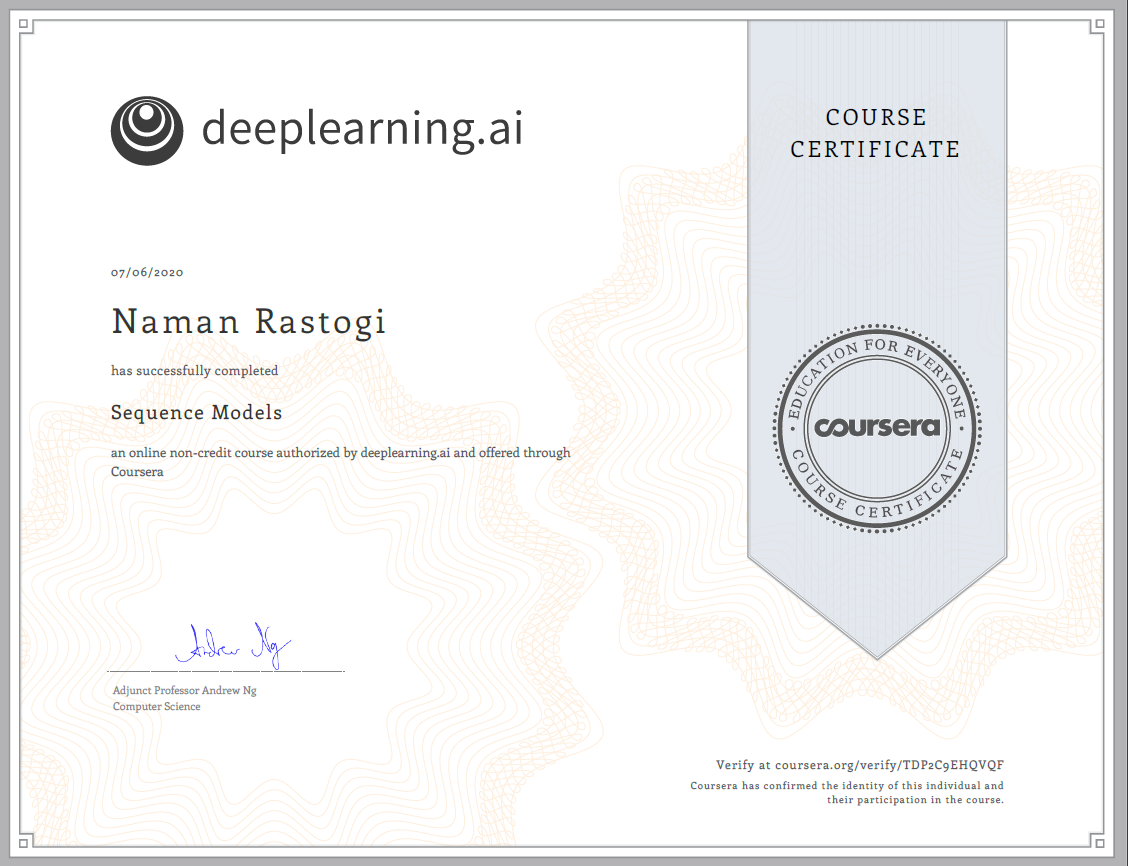 deeplearning.ai
COURSE
CERTIFICATE
07/06/2020
Naman Rastogi
has successfully completed
Sequence Models
an online non-credit course authorized by deeplearning.ai and offered through
Coursera
EDUCATION FOR EVERYONE
coursera
COURSE CERTIFICATE
Andrew Ng
Adjunct Professor Andrew Ng
Computer Science
Verify at coursera.org/verify/TDP2C9EHQVQF
Coursera has confirmed the identity of this individual and
their participation in the course.